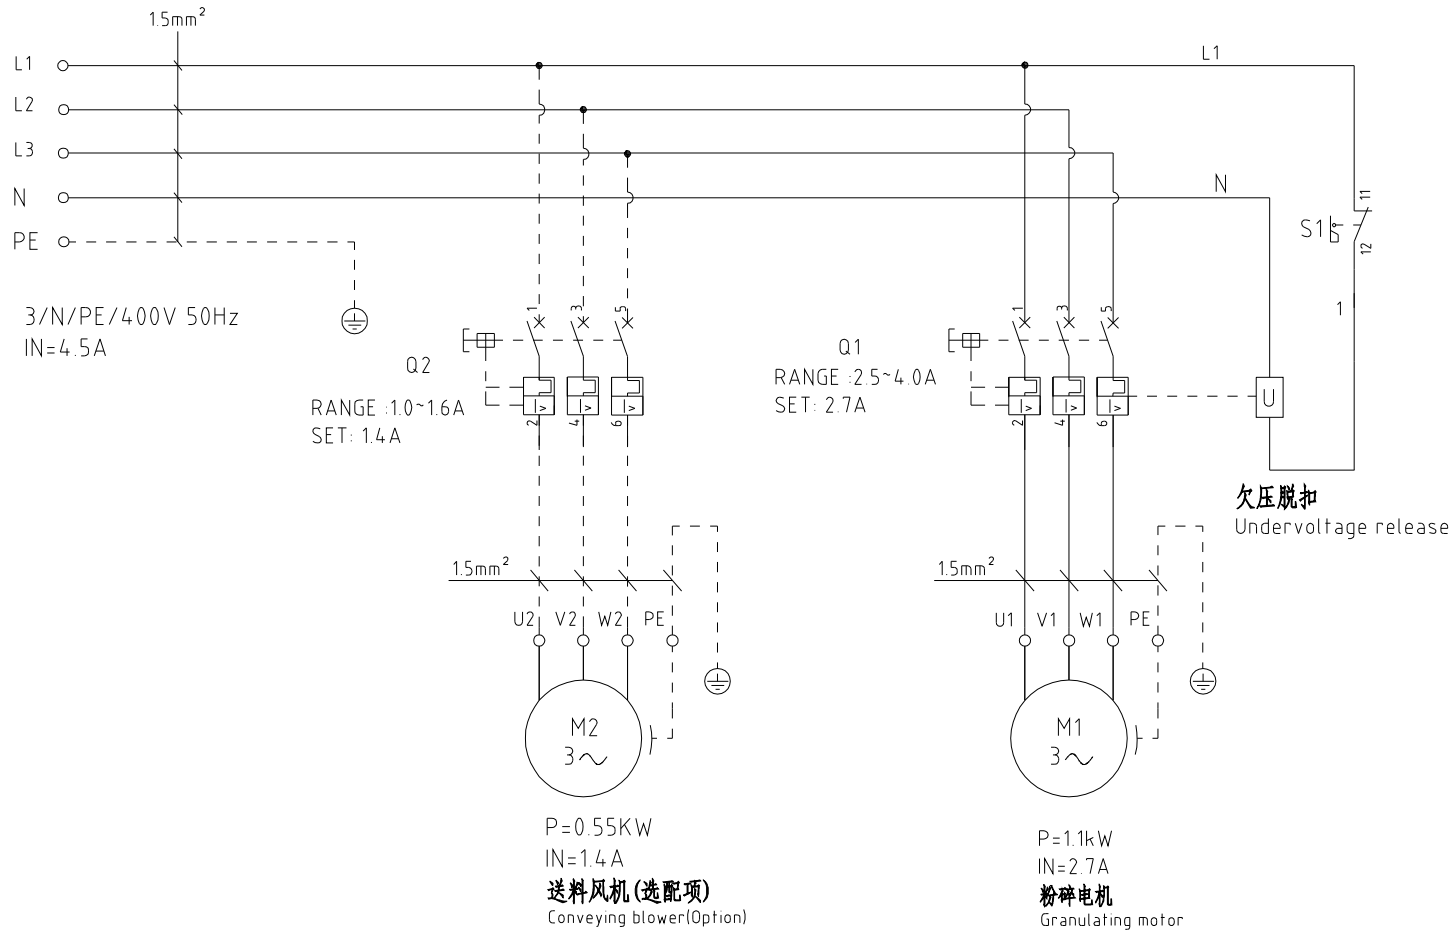 1.5mm²
L1
L1
L2
L3
N
N
PE
11
S1
12
1
3/N/PE/400V 50Hz
IN=4.5A
1
3
5
Q2
RANGE :1.0~1.6A
SET: 1.4A
I>
I>
I>
2
4
6
1
3
5
Q1
RANGE :2.5~4.0A
SET: 2.7A
I>
I>
I>
2
4
6
U
欠压脱扣
Undervoltage release
1.5mm²
U2
V2
W2
PE
M2
3~
P=0.55KW
IN=1.4A
送料风机(选配项)
Conveying blower(Option)
1.5mm²
U1
V1
W1
PE
M1
3~
P=1.1kW
IN=2.7A
粉碎电机
Granulating motor